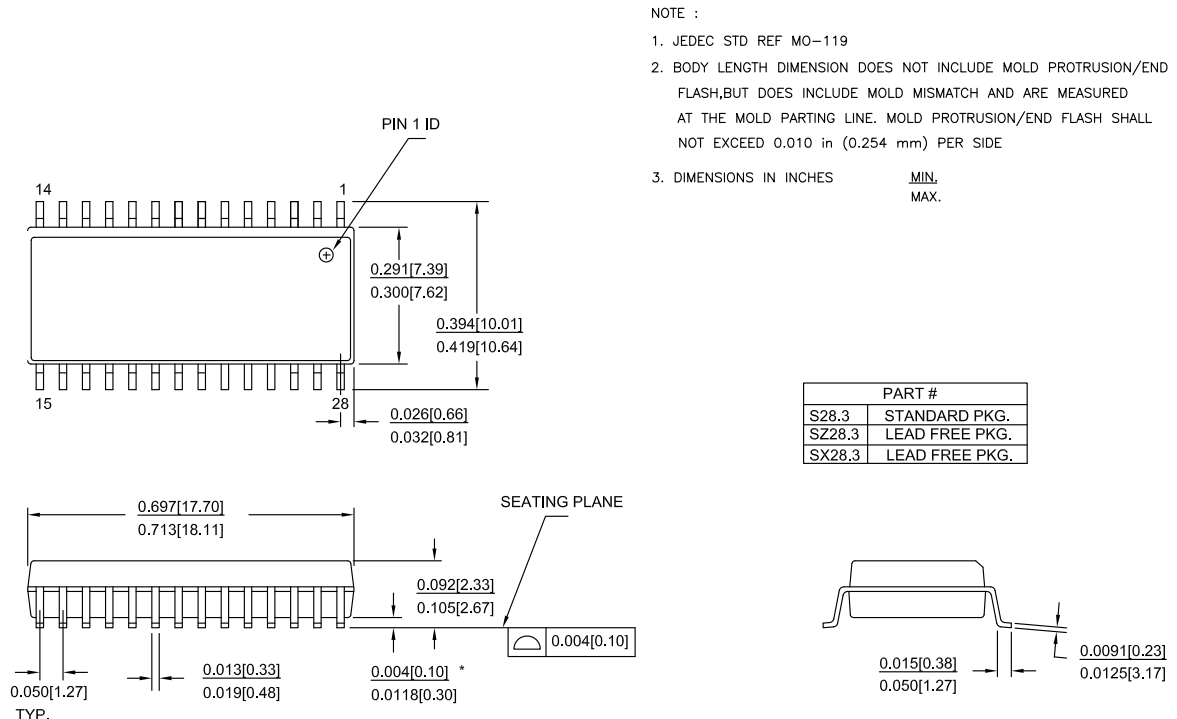 NOTE :
1. JEDEC STD REF MO-119
2. BODY LENGTH DIMENSION DOES NOT INCLUDE MOLD PROTRUSION/END
FLASH,BUT DOES INCLUDE MOLD MISMATCH AND ARE MEASURED
AT THE MOLD PARTING LINE. MOLD PROTRUSION/END FLASH SHALL
NOT EXCEED 0.010 in (0.254 mm) PER SIDE
3. DIMENSIONS IN INCHES MIN.
MAX.
PIN 1 ID
14 1
0.291[7.39]
0.300[7.62]
0.394[10.01]
0.419[10.64]
15 28
0.026[0.66]
0.032[0.81]
PART #
S28.3 STANDARD PKG.
SZ28.3 LEAD FREE PKG.
SX28.3 LEAD FREE PKG.
0.697[17.70]
0.713[18.11]
SEATING PLANE
0.092[2.33]
0.105[2.67]
0.004[0.10]
0.050[1.27]
TYP.
0.013[0.33]
0.019[0.48]
0.004[0.10] *
0.0118[0.30]
0.015[0.38]
0.050[1.27]
0.0091[0.23]
0.0125[3.17]